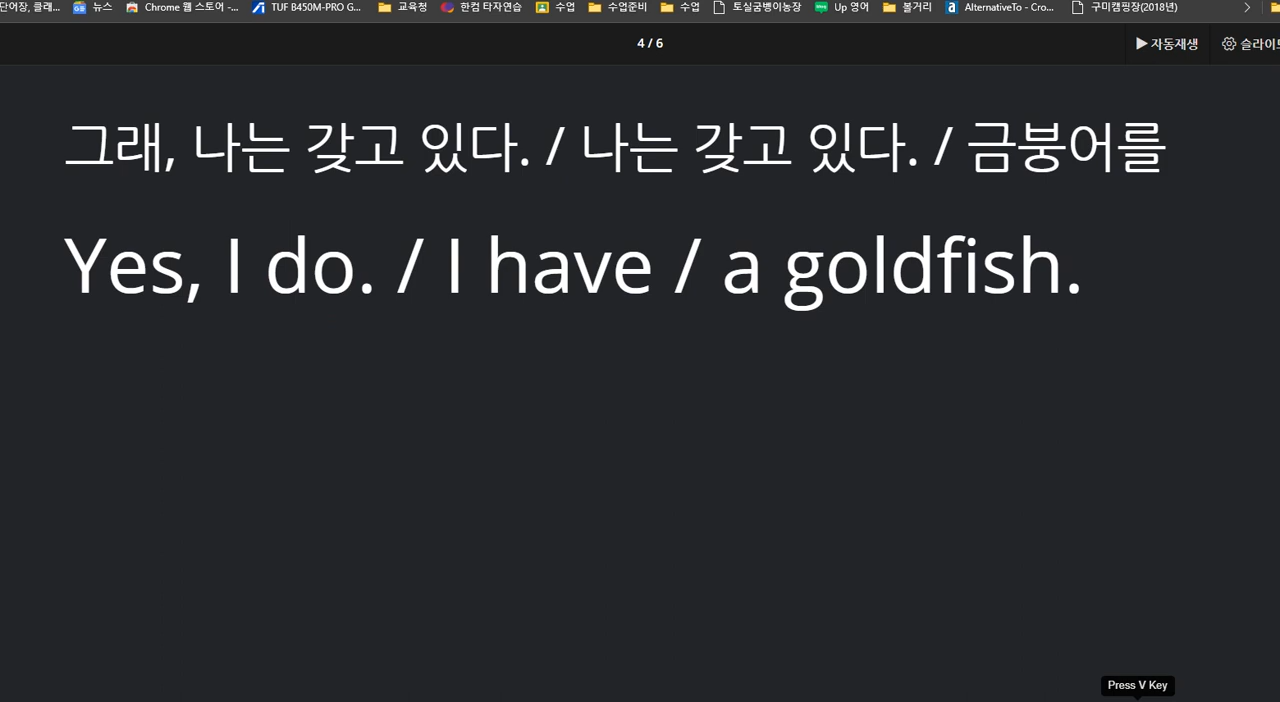 단어장, 클래... 뉴스 Chrome 웹 스토어 -... TUF B450M-PRO G... 교육청 한컴 타자연습 수업 수업준비 수업 토실굼벵이농장 Up 영어 볼거리 AlternativeTo - Cro... 구미캠핑장(2018년)
4 / 6 ▶ 자동재생 슬라이드
그래, 나는 갖고 있다. / 나는 갖고 있다. / 금붕어를
Yes, I do. / I have / a goldfish.
Press V Key